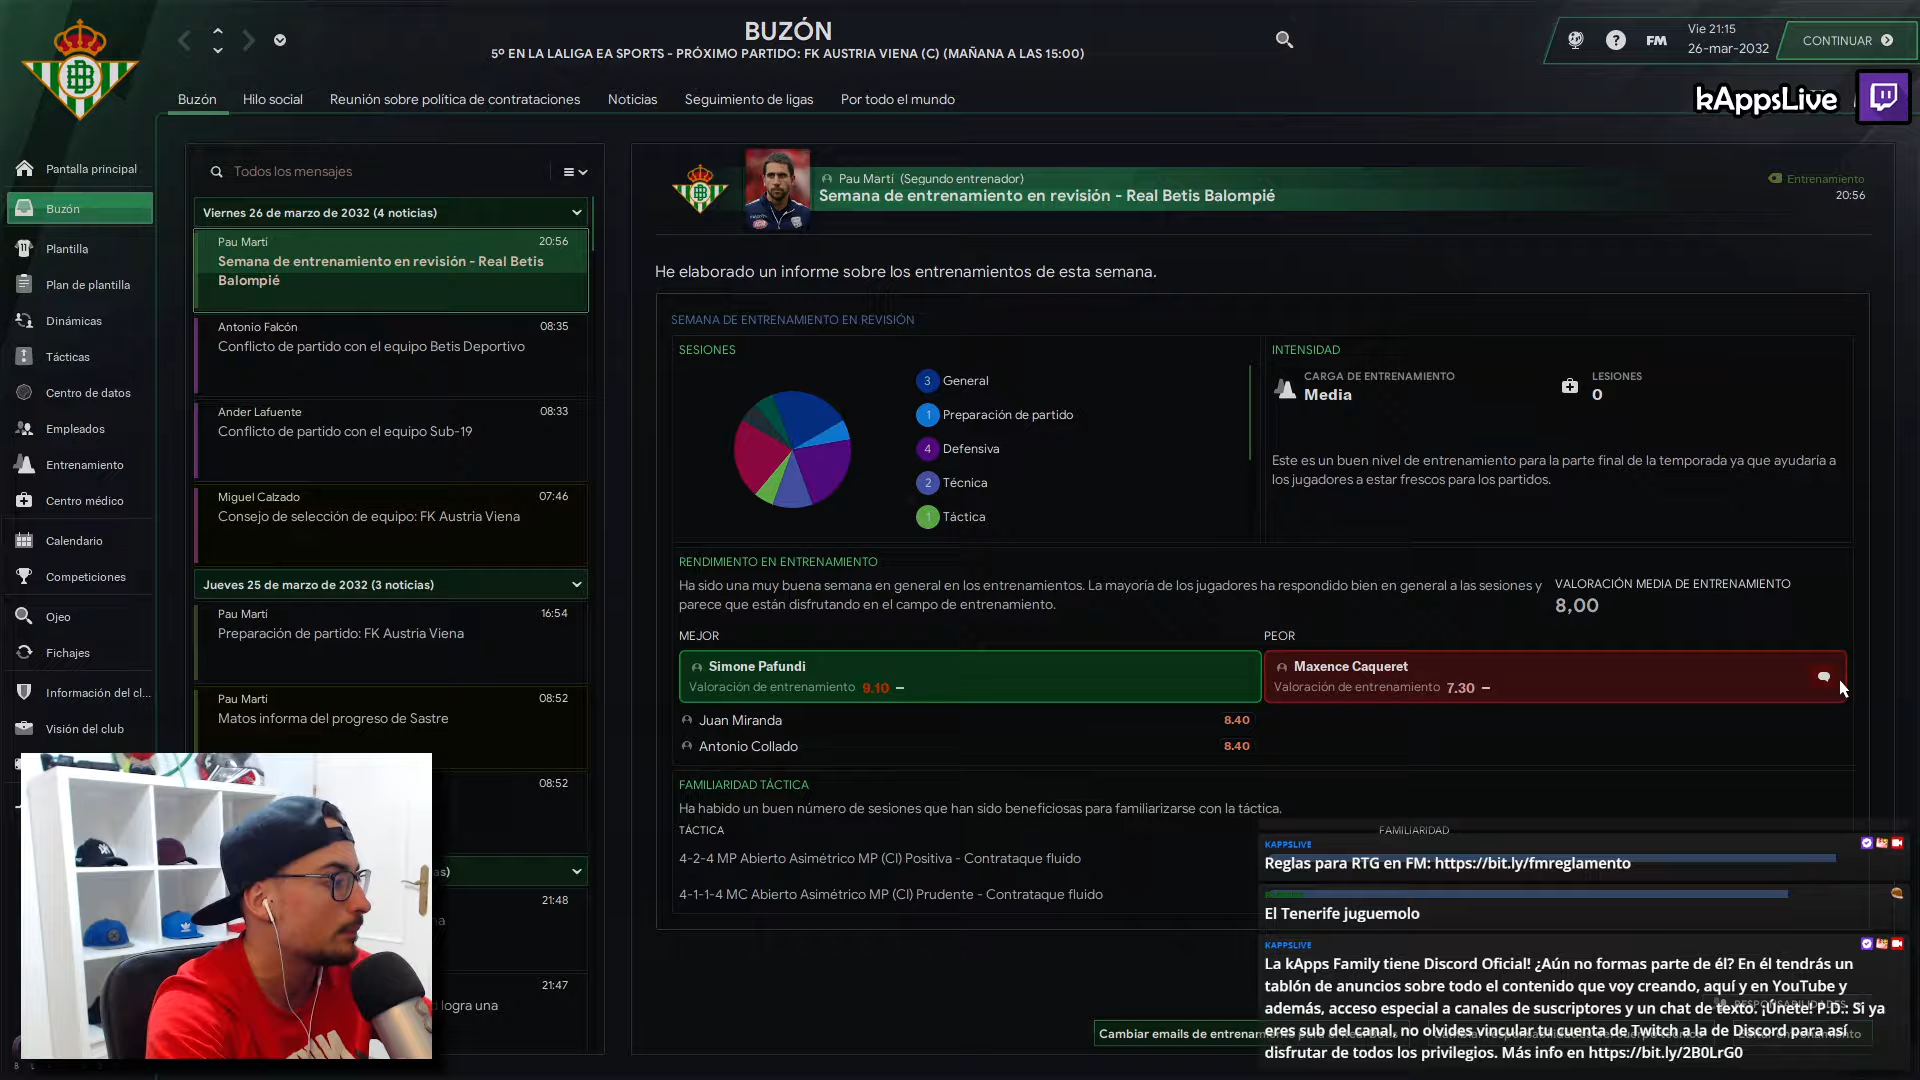 BUZÓN
5º EN LA LALIGA EA SPORTS - PRÓXIMO PARTIDO: FK AUSTRIA VIENA (C) (MAÑANA A LAS 15:00)
FM
Vie 21:15
26-mar-2032
CONTINUAR
kAppsLive
Buzón
Hilo social
Reunión sobre política de contrataciones
Noticias
Seguimiento de ligas
Por todo el mundo
Pantalla principal
Buzón
Plantilla
Plan de plantilla
Dinámicas
Tácticas
Centro de datos
Empleados
Entrenamiento
Centro médico
Calendario
Competiciones
Ojeo
Fichajes
Información del cl...
Visión del club
Todos los mensajes
Viernes 26 de marzo de 2032 (4 noticias)
Pau Martí 20:56
Semana de entrenamiento en revisión - Real Betis
Balompié
Antonio Falcón 08:35
Conflicto de partido con el equipo Betis Deportivo
Ander Lafuente 08:33
Conflicto de partido con el equipo Sub-19
Miguel Calzado 07:46
Consejo de selección de equipo: FK Austria Viena
Jueves 25 de marzo de 2032 (3 noticias)
Pau Martí 16:54
Preparación de partido: FK Austria Viena
Pau Martí 08:52
Matos informa del progreso de Sastre
08:52
as)
21:48
na
21:47
logra una
Pau Martí (Segundo entrenador)
Semana de entrenamiento en revisión - Real Betis Balompié
Entrenamiento
20:56
He elaborado un informe sobre los entrenamientos de esta semana.
SEMANA DE ENTRENAMIENTO EN REVISIÓN
SESIONES
3 General
1 Preparación de partido
4 Defensiva
2 Técnica
1 Táctica
INTENSIDAD
CARGA DE ENTRENAMIENTO
Media
LESIONES
0
Este es un buen nivel de entrenamiento para la parte final de la temporada ya que ayudaría a
los jugadores a estar frescos para los partidos.
RENDIMIENTO EN ENTRENAMIENTO
Ha sido una muy buena semana en general en los entrenamientos. La mayoría de los jugadores ha respondido bien en general a las sesiones y
parece que están disfrutando en el campo de entrenamiento.
VALORACIÓN MEDIA DE ENTRENAMIENTO
8,00
MEJOR
Simone Pafundi
Valoración de entrenamiento 9.10 –
Juan Miranda 8.40
Antonio Collado 8.40
PEOR
Maxence Caqueret
Valoración de entrenamiento 7.30 –
FAMILIARIDAD TÁCTICA
Ha habido un buen número de sesiones que han sido beneficiosas para familiarizarse con la táctica.
TÁCTICA
FAMILIARIDAD
4-2-4 MP Abierto Asimétrico MP (CI) Positiva - Contrataque fluido
4-1-1-4 MC Abierto Asimétrico MP (CI) Prudente - Contrataque fluido
KAPPSLIVE
Reglas para RTG en FM: https://bit.ly/fmreglamento
El Tenerife juguemolo
KAPPSLIVE
La kApps Family tiene Discord Oficial! ¿Aún no formas parte de él? En él tendrás un
tablón de anuncios sobre todo el contenido que voy creando, aquí y en YouTube y
además, acceso especial a canales de suscriptores y un chat de texto. ¡Únete! P.D.: Si ya
eres sub del canal, no olvides vincular tu cuenta de Twitch a la de Discord para así
disfrutar de todos los privilegios. Más info en https://bit.ly/2B0LrG0
RESPONSABILIDADES
Cambiar emails de entrenam